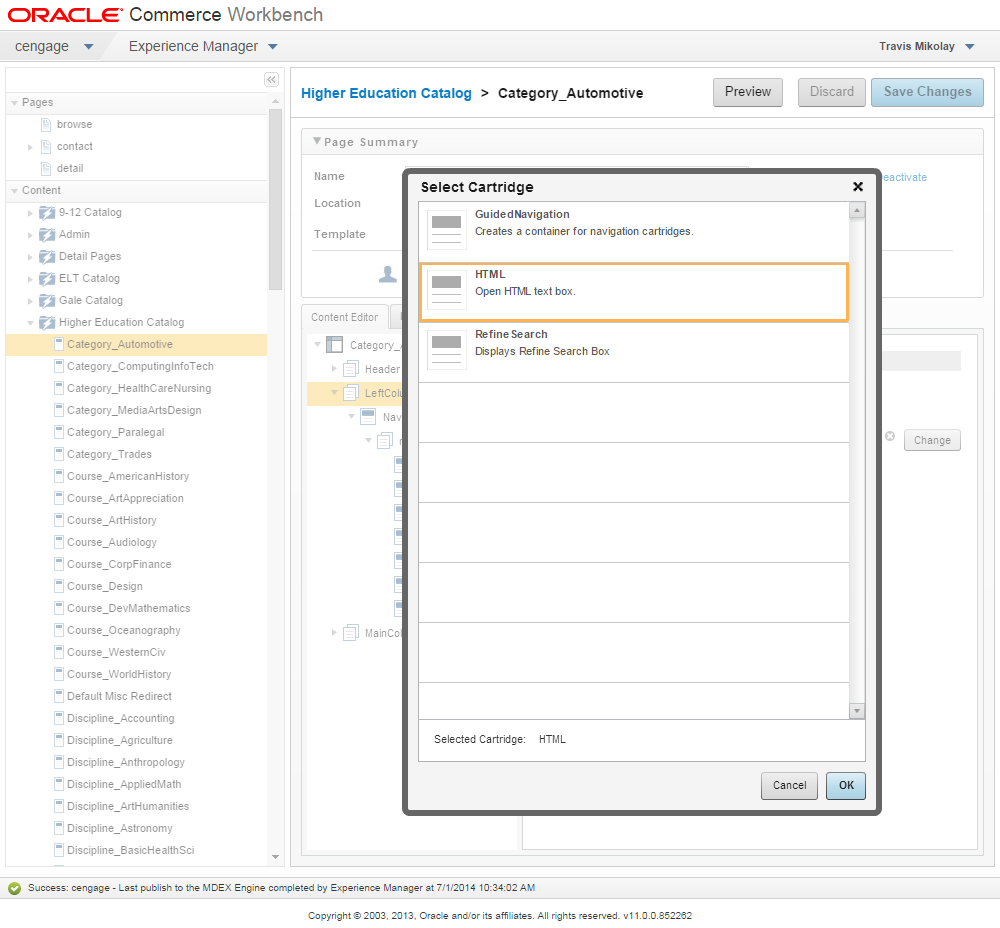 ORACLE Commerce Workbench
cengage Experience Manager Travis Mikolay
Pages
browse
contact
detail
Content
9-12 Catalog
Admin
Detail Pages
ELT Catalog
Gale Catalog
Higher Education Catalog
Category_Automotive
Category_ComputingInfoTech
Category_HealthCareNursing
Category_MediaArtsDesign
Category_Paralegal
Category_Trades
Course_AmericanHistory
Course_ArtAppreciation
Course_ArtHistory
Course_Audiology
Course_CorpFinance
Course_Design
Course_DevMathematics
Course_Oceanography
Course_WesternCiv
Course_WorldHistory
Default Misc Redirect
Discipline_Accounting
Discipline_Agriculture
Discipline_Anthropology
Discipline_AppliedMath
Discipline_ArtHumanities
Discipline_Astronomy
Discipline_BasicHealthSci
Higher Education Catalog > Category_Automotive Preview Discard Save Changes
Page Summary
Name
Location
Template
eactivate
Content Editor
Category_
Header
LeftColu
Nav
MainCol
Change
Select Cartridge
GuidedNavigation
Creates a container for navigation cartridges.
HTML
Open HTML text box.
RefineSearch
Displays Refine Search Box
Selected Cartridge: HTML
Cancel OK
Success: cengage - Last publish to the MDEX Engine completed by Experience Manager at 7/1/2014 10:34:02 AM
Copyright © 2003, 2013, Oracle and/or its affiliates. All rights reserved. v11.0.0.852262